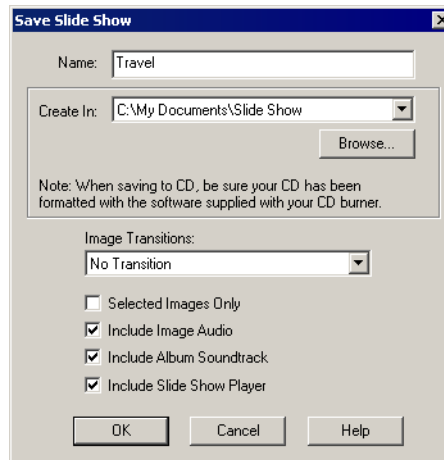 Save Slide Show
Name: Travel
Create In: C:\My Documents\Slide Show
Browse...
Note: When saving to CD, be sure your CD has been
formatted with the software supplied with your CD burner.
Image Transitions:
No Transition
Selected Images Only
Include Image Audio
Include Album Soundtrack
Include Slide Show Player
OK Cancel Help